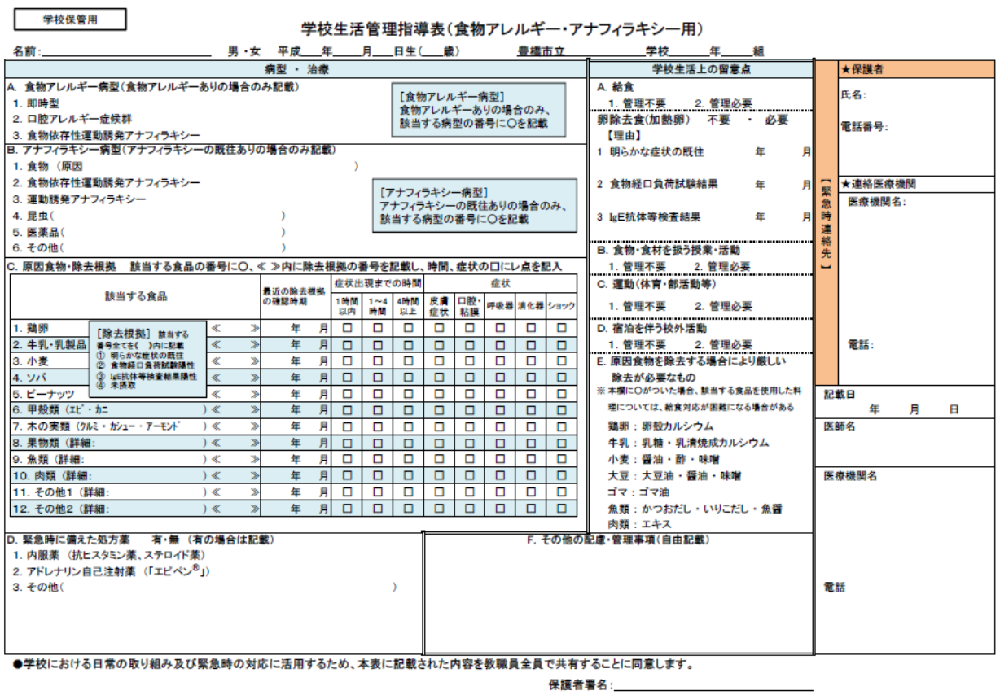 学校保管用
学校生活管理指導表(食物アレルギー・アナフィラキシー用)
名前: 男・女 平成 年 月 日生( 歳) 豊橋市立 学校 年 組
病型 ・ 治療
A. 食物アレルギー病型(食物アレルギーありの場合のみ記載)
1. 即時型
2. 口腔アレルギー症候群
3. 食物依存性運動誘発アナフィラキシー
[食物アレルギー病型]
食物アレルギーありの場合のみ、
該当する病型の番号に〇を記載
B. アナフィラキシー病型(アナフィラキシーの既往ありの場合のみ記載)
1. 食物 (原因 )
2. 食物依存性運動誘発アナフィラキシー
3. 運動誘発アナフィラキシー
4. 昆虫( )
5. 医薬品( )
6. その他( )
[アナフィラキシー病型]
アナフィラキシーの既往ありの場合のみ、
該当する病型の番号に〇を記載
C. 原因食物・除去根拠 該当する食品の番号に〇、≪ ≫内に除去根拠の番号を記載し、時間、症状の口にレ点を記入
該当する食品
最近の除去根拠
の確認時期
症状出現までの時間 症状
1時間以内 1~4時間 4時間以上 皮膚症状 口腔・粘膜 呼吸器 消化器 ショック
1. 鶏卵 ≪ ≫ 年 月 □ □ □ □ □ □ □ □
2. 牛乳・乳製品 ≪ ≫ 年 月 □ □ □ □ □ □ □ □
3. 小麦 ≪ ≫ 年 月 □ □ □ □ □ □ □ □
4. ソバ ≪ ≫ 年 月 □ □ □ □ □ □ □ □
5. ピーナッツ ≪ ≫ 年 月 □ □ □ □ □ □ □ □
6. 甲殻類 (エビ・カニ ) ≪ ≫ 年 月 □ □ □ □ □ □ □ □
7. 木の実類 (クルミ・カシュー・アーモンド ) ≪ ≫ 年 月 □ □ □ □ □ □ □ □
8. 果物類 (詳細: ) ≪ ≫ 年 月 □ □ □ □ □ □ □ □
9. 魚類 (詳細: ) ≪ ≫ 年 月 □ □ □ □ □ □ □ □
10. 肉類 (詳細: ) ≪ ≫ 年 月 □ □ □ □ □ □ □ □
11. その他1 (詳細: ) ≪ ≫ 年 月 □ □ □ □ □ □ □ □
12. その他2 (詳細: ) ≪ ≫ 年 月 □ □ □ □ □ □ □ □
[除去根拠] 該当する
番号全てを《 》内に記載
① 明らかな症状の既往
② 食物経口負荷試験陽性
③ IgE抗体等検査結果陽性
④ 未摂取
D. 緊急時に備えた処方薬 有・無 (有の場合は記載)
1. 内服薬 (抗ヒスタミン薬、ステロイド薬)
2. アドレナリン自己注射薬 (「エピペン®」)
3. その他( )
学校生活上の留意点
A. 給食
1. 管理不要 2. 管理必要
卵除去食(加熱卵) 不要 ・ 必要
【理由】
1 明らかな症状の既往 年 月
2 食物経口負荷試験結果 年 月
3 IgE抗体等検査結果 年 月
B. 食物・食材を扱う授業・活動
1. 管理不要 2. 管理必要
C. 運動(体育・部活動等)
1. 管理不要 2. 管理必要
D. 宿泊を伴う校外活動
1. 管理不要 2. 管理必要
E. 原因食物を除去する場合により厳しい
除去が必要なもの
※ 本欄に〇がついた場合、該当する食品を使用した料
理については、給食対応が困難になる場合がある
鶏卵:卵殻カルシウム
牛乳:乳糖・乳清焼成カルシウム
小麦:醤油・酢・味噌
大豆:大豆油・醤油・味噌
ゴマ:ゴマ油
魚類:かつおだし・いりこだし・魚醤
肉類:エキス
F. その他の配慮・管理事項(自由記載)
【緊急時連絡先】
★保護者
氏名:
電話番号:
★連絡医療機関
医療機関名:
電話:
記載日
年 月 日
医師名
医療機関名
電話
●学校における日常の取り組み及び緊急時の対応に活用するため、本表に記載された内容を教職員全員で共有することに同意します。
保護者署名: